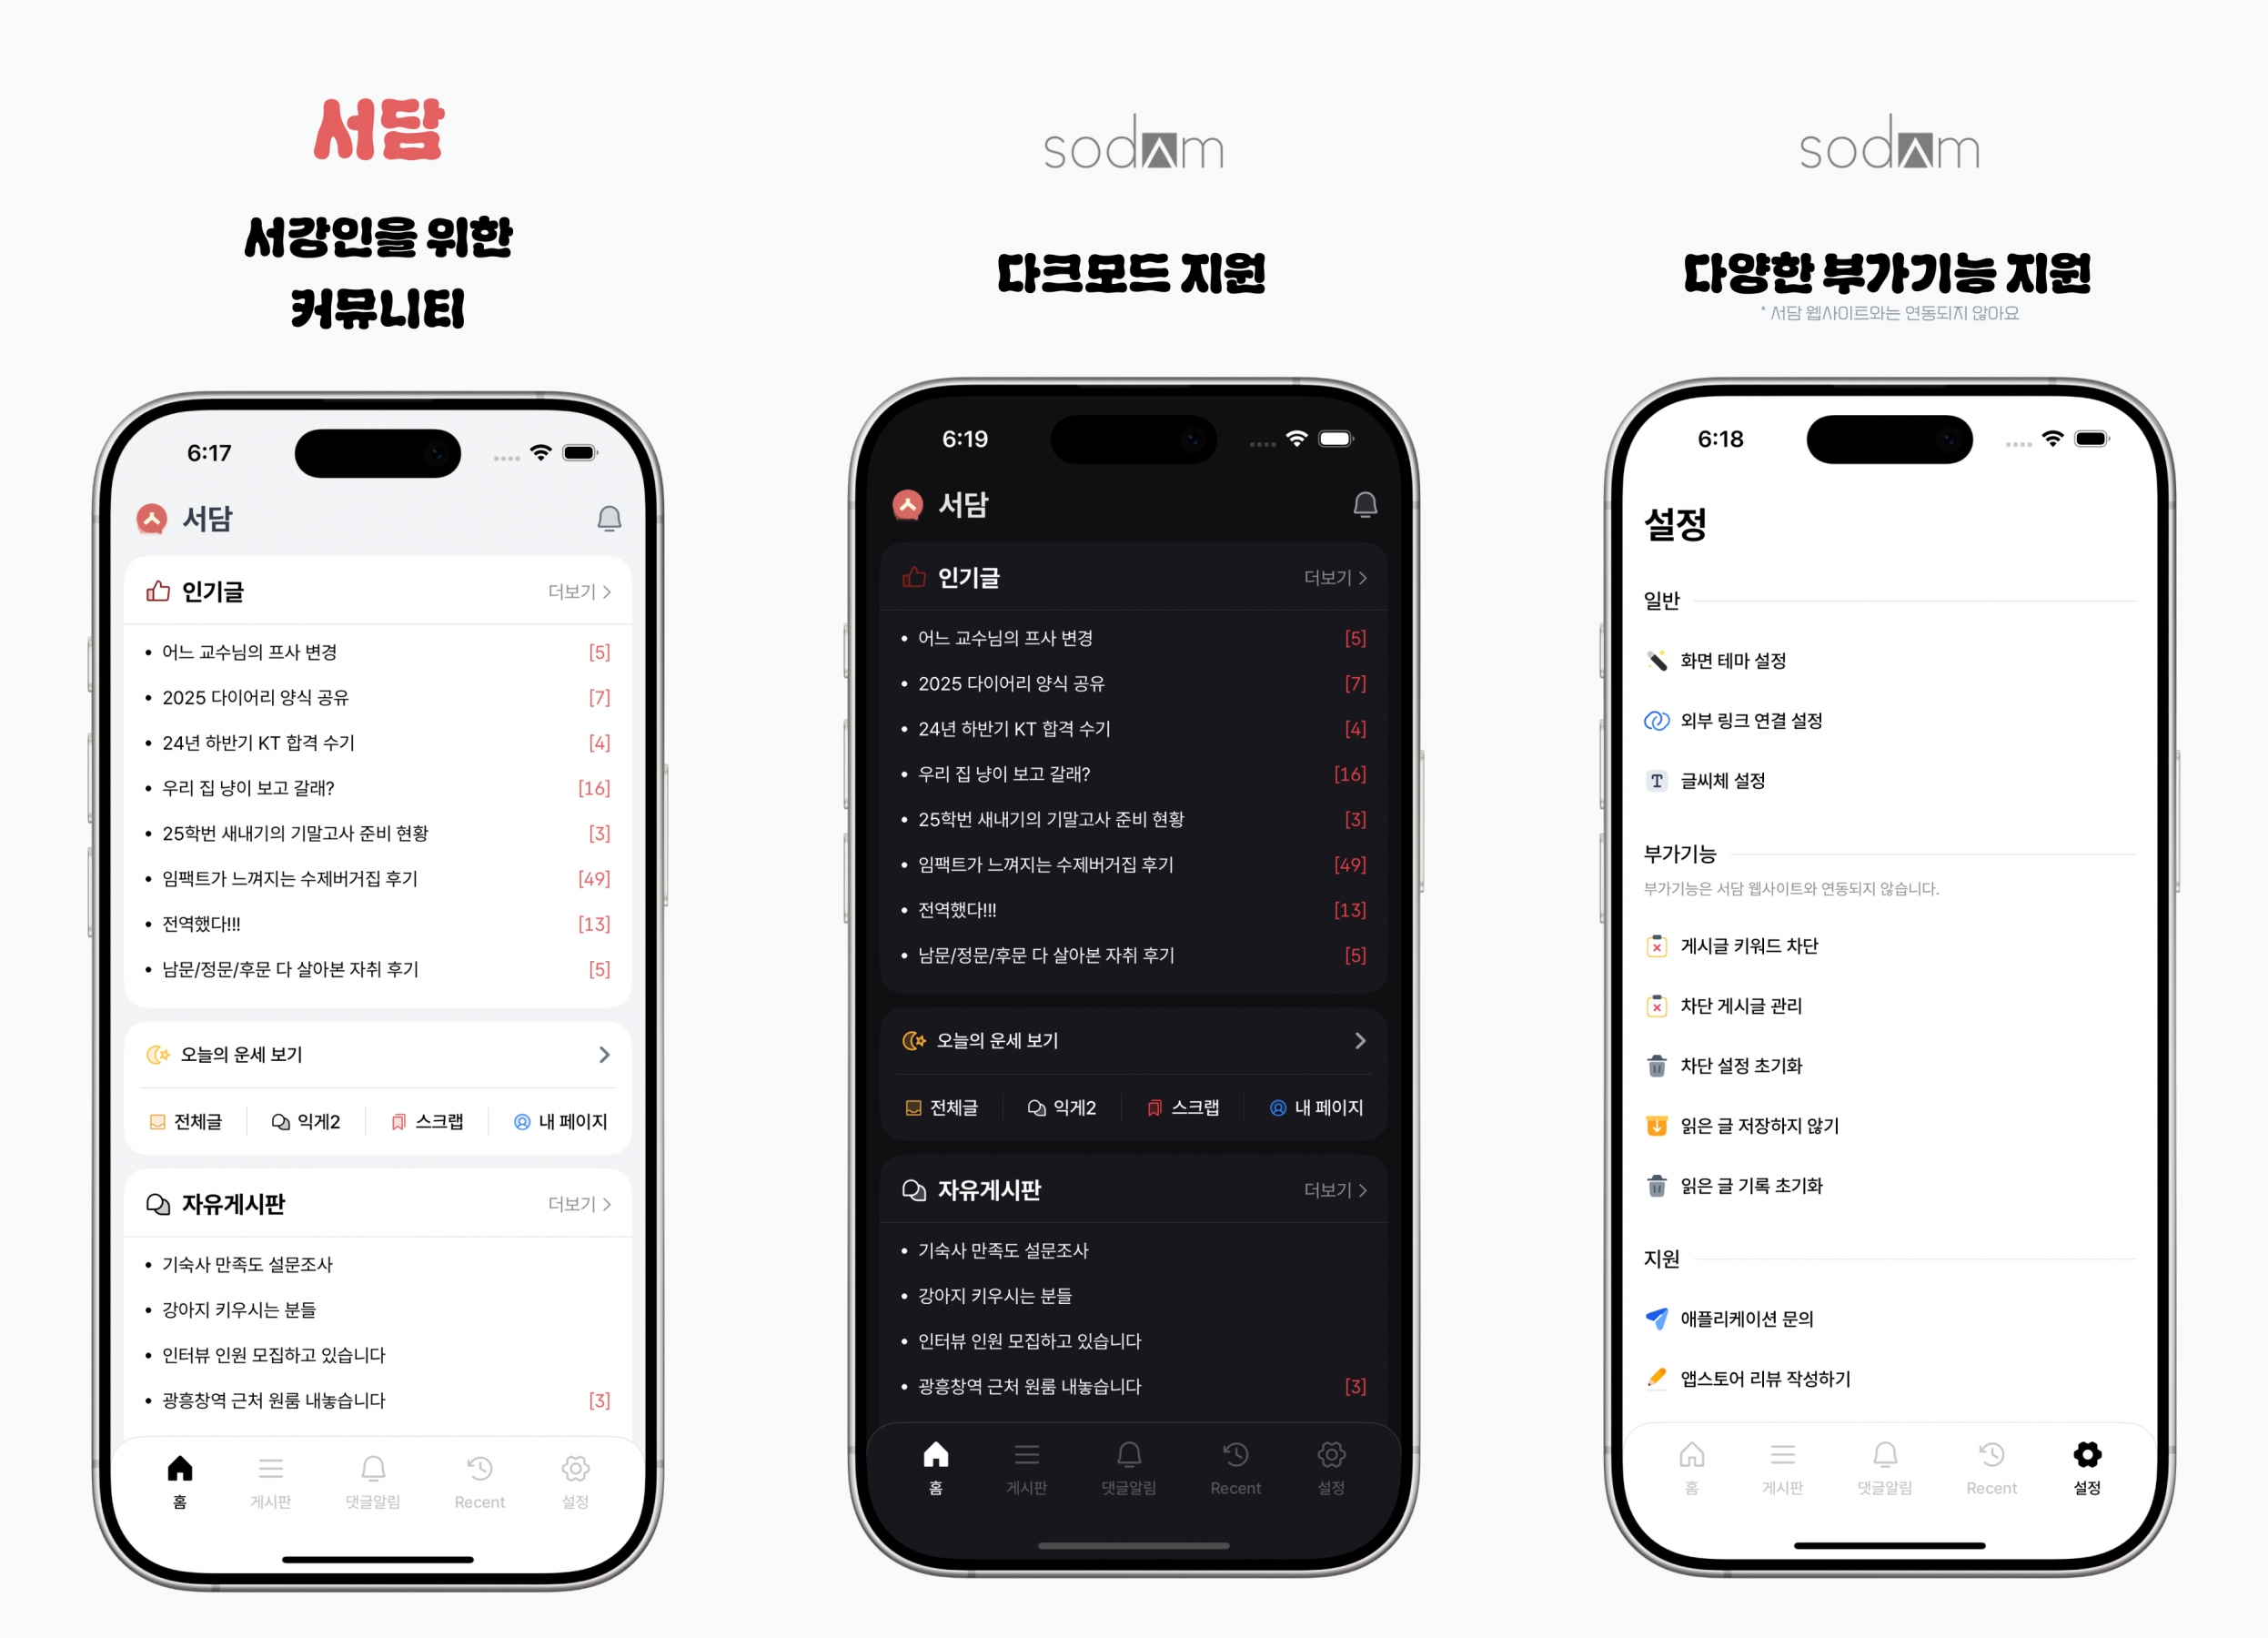 서담
서강인을 위한
커뮤니티
6:17
서담
인기글 더보기
• 어느 교수님의 프사 변경 [5]
• 2025 다이어리 양식 공유 [7]
• 24년 하반기 KT 합격 수기 [4]
• 우리 집 냥이 보고 갈래? [16]
• 25학번 새내기의 기말고사 준비 현황 [3]
• 임팩트가 느껴지는 수제버거집 후기 [49]
• 전역했다!!! [13]
• 남문/정문/후문 다 살아본 자취 후기 [5]
오늘의 운세 보기
전체글 익게2 스크랩 내 페이지
자유게시판 더보기
• 기숙사 만족도 설문조사
• 강아지 키우시는 분들
• 인터뷰 인원 모집하고 있습니다
• 광흥창역 근처 원룸 내놓습니다 [3]
홈 게시판 댓글알림 Recent 설정
sodam
다크모드 지원
6:19
서담
인기글 더보기
• 어느 교수님의 프사 변경 [5]
• 2025 다이어리 양식 공유 [7]
• 24년 하반기 KT 합격 수기 [4]
• 우리 집 냥이 보고 갈래? [16]
• 25학번 새내기의 기말고사 준비 현황 [3]
• 임팩트가 느껴지는 수제버거집 후기 [49]
• 전역했다!!! [13]
• 남문/정문/후문 다 살아본 자취 후기 [5]
오늘의 운세 보기
전체글 익게2 스크랩 내 페이지
자유게시판 더보기
• 기숙사 만족도 설문조사
• 강아지 키우시는 분들
• 인터뷰 인원 모집하고 있습니다
• 광흥창역 근처 원룸 내놓습니다 [3]
홈 게시판 댓글알림 Recent 설정
sodam
다양한 부가기능 지원
* 서담 웹사이트와는 연동되지 않아요
6:18
설정
일반
화면 테마 설정
외부 링크 연결 설정
T 글씨체 설정
부가기능
부가기능은 서담 웹사이트와 연동되지 않습니다.
게시글 키워드 차단
차단 게시글 관리
차단 설정 초기화
읽은 글 저장하지 않기
읽은 글 기록 초기화
지원
애플리케이션 문의
앱스토어 리뷰 작성하기
홈 게시판 댓글알림 Recent 설정